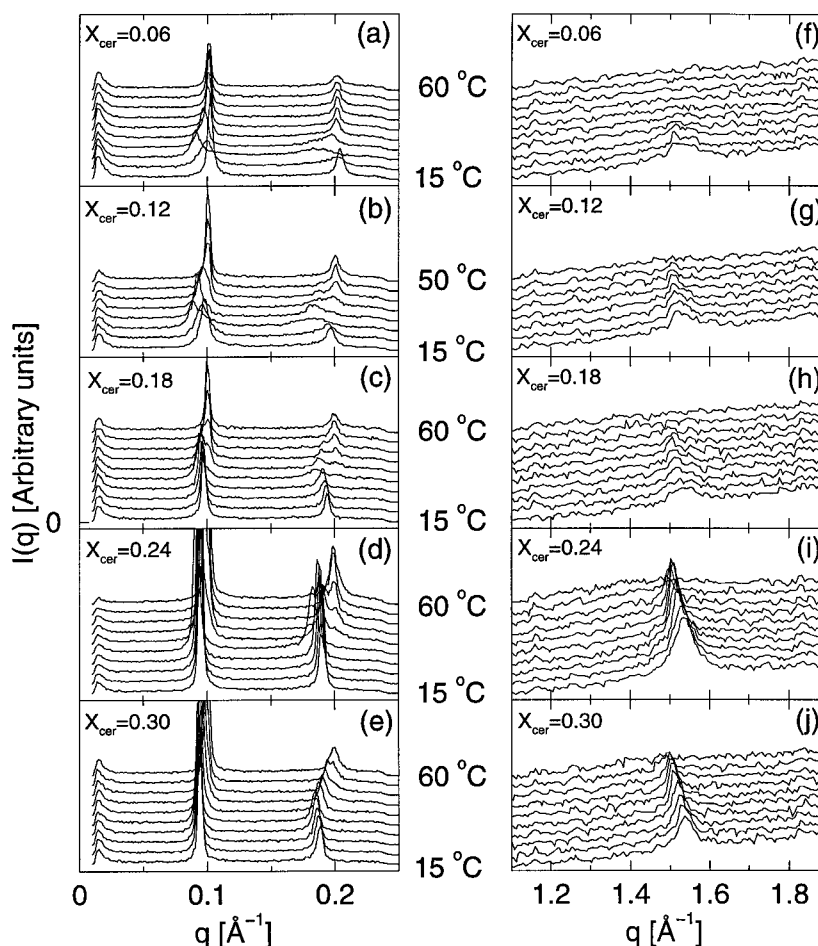 X_cer=0.06 (a)
60 °C
15 °C
X_cer=0.12 (b)
50 °C
15 °C
X_cer=0.18 (c)
60 °C
15 °C
X_cer=0.24 (d)
60 °C
15 °C
X_cer=0.30 (e)
60 °C
15 °C
I(q) [Arbitrary units]
0
0 0.1 0.2
q [Å⁻¹]
X_cer=0.06 (f)
X_cer=0.12 (g)
X_cer=0.18 (h)
X_cer=0.24 (i)
X_cer=0.30 (j)
1.2 1.4 1.6 1.8
q [Å⁻¹]